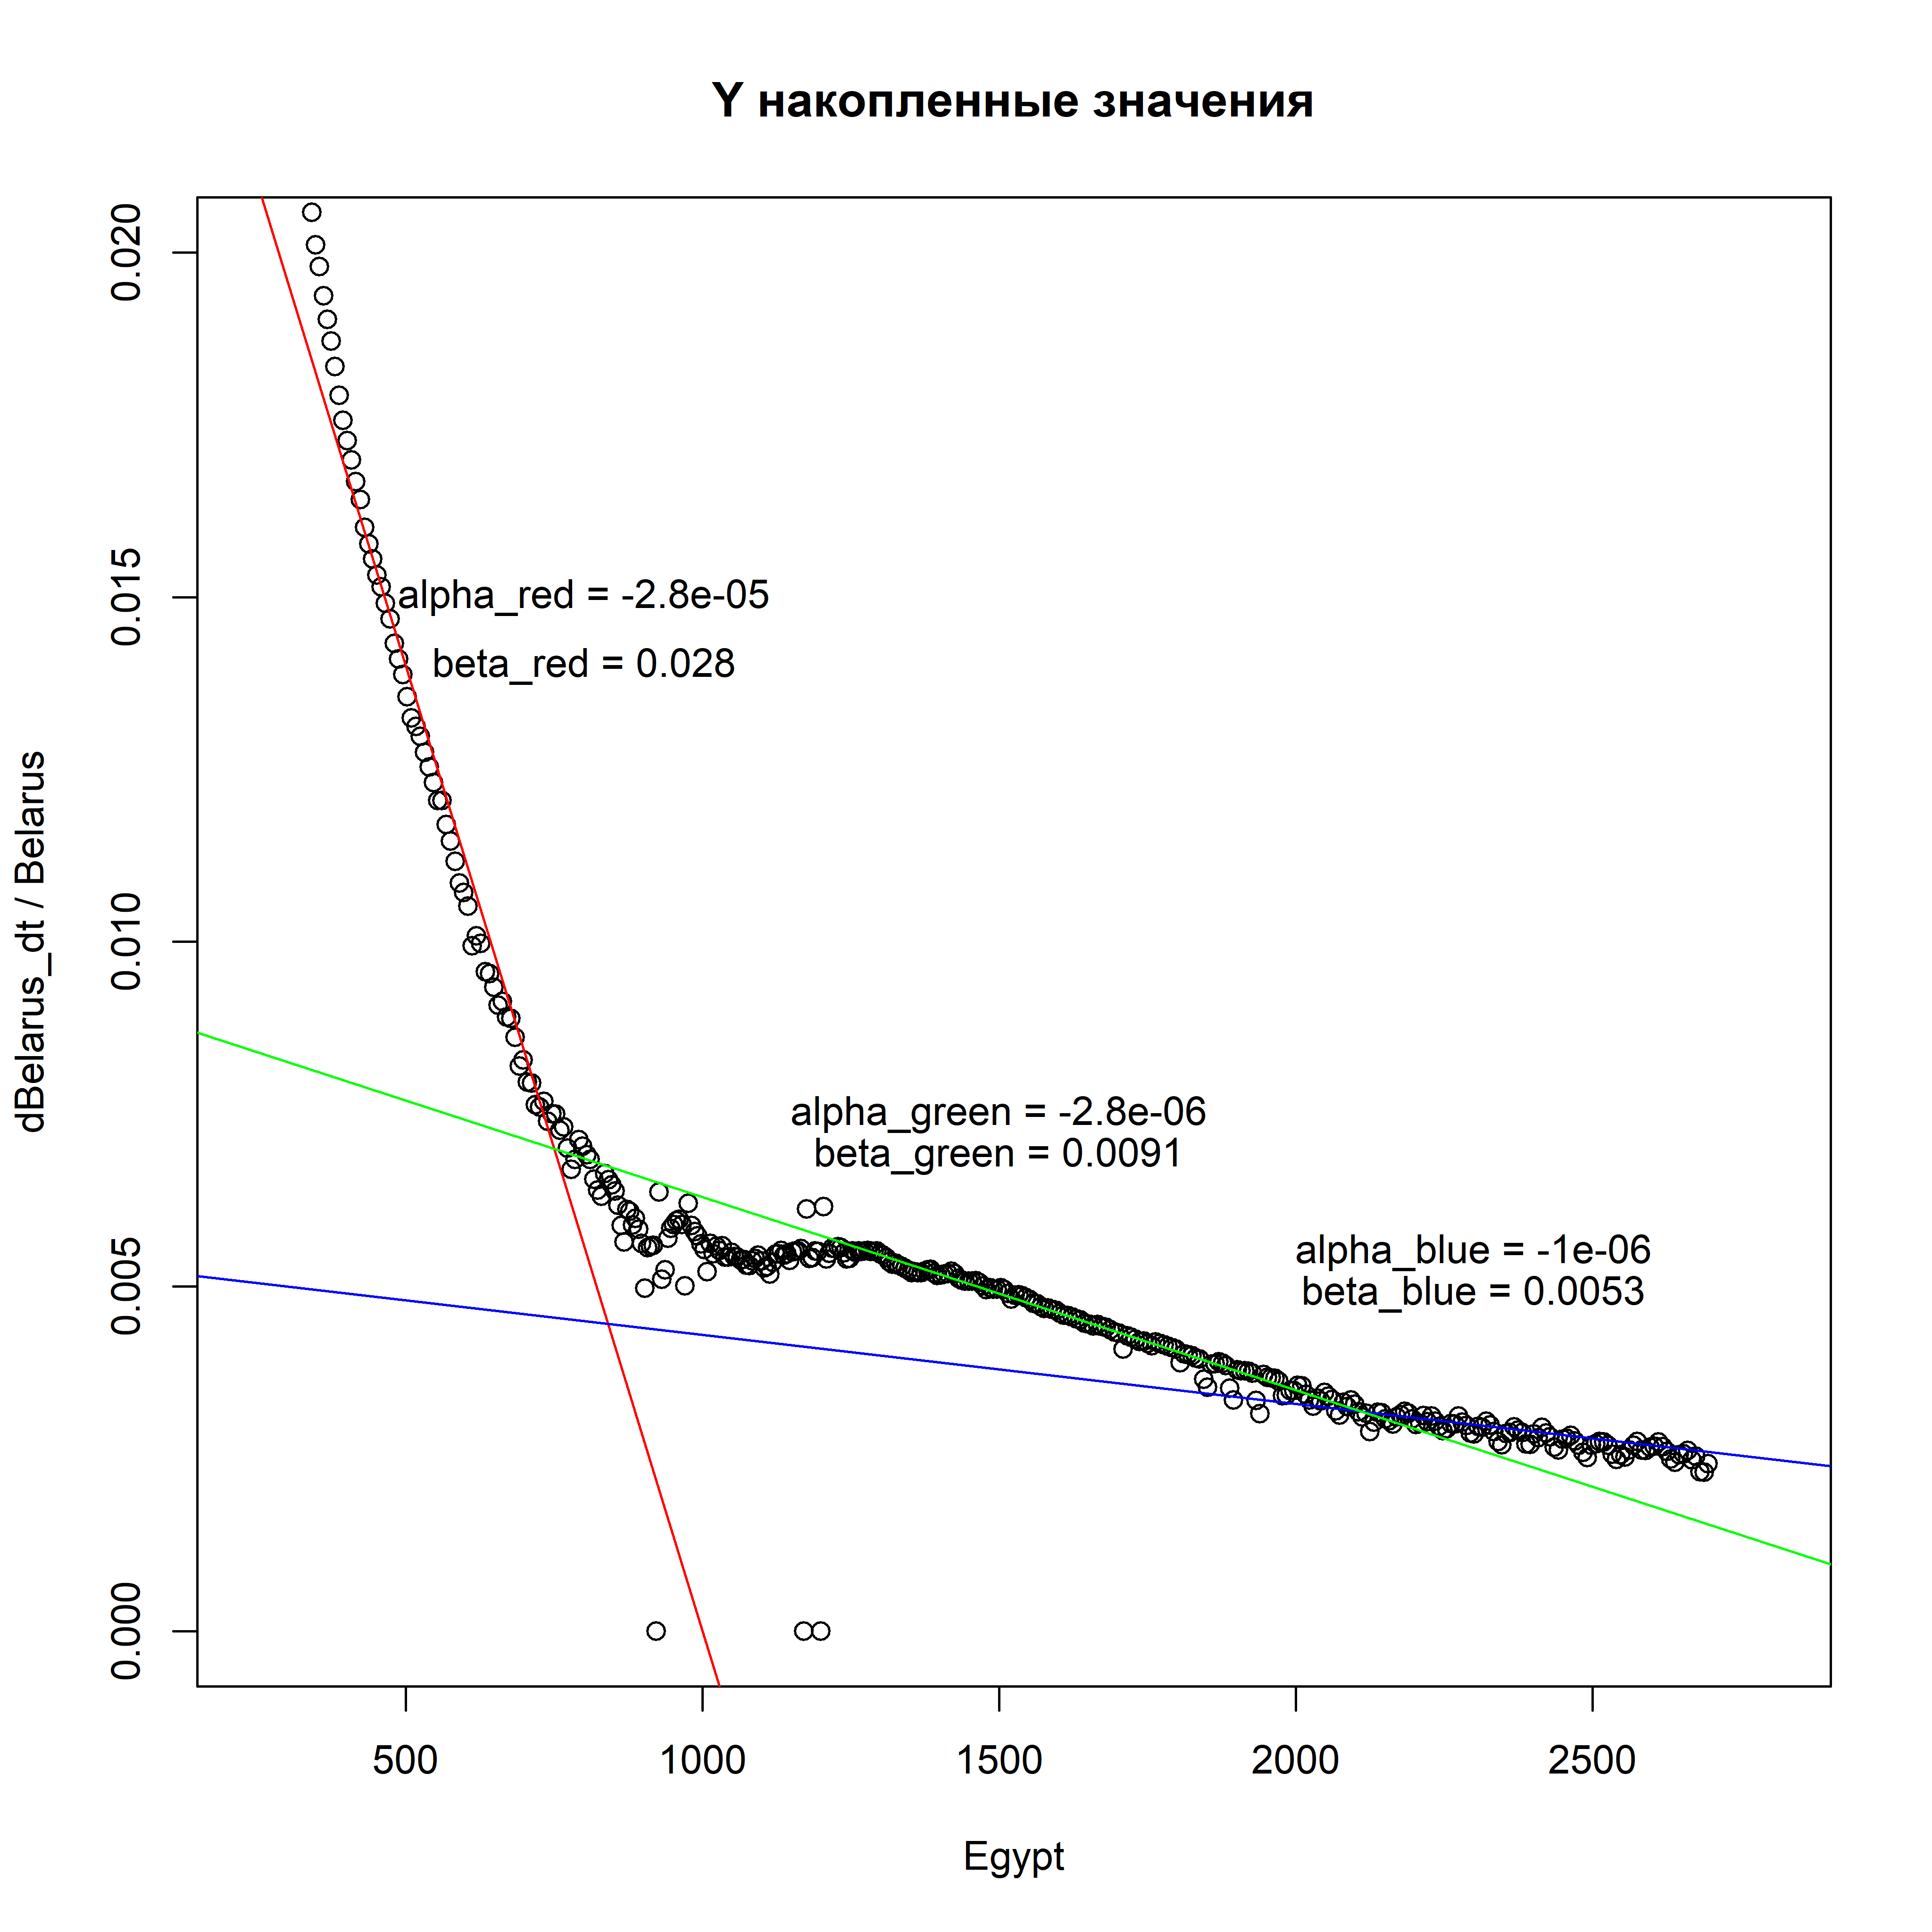 Y накопленные значения
dBelarus_dt / Belarus
0.020
0.015
0.010
0.005
0.000
alpha_red = -2.8e-05
beta_red = 0.028
alpha_green = -2.8e-06
beta_green = 0.0091
alpha_blue = -1e-06
beta_blue = 0.0053
500 1000 1500 2000 2500
Egypt